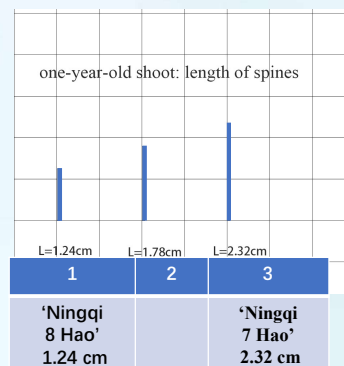 one-year-old shoot: length of spines
L=1.24cm L=1.78cm L=2.32cm
1 2 3
‘Ningqi ‘Ningqi
8 Hao’ 7 Hao’
1.24 cm 2.32 cm